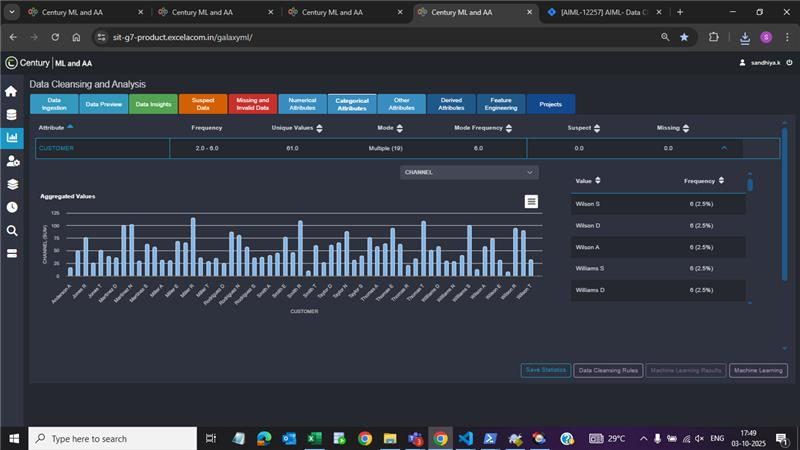 Century ML and AA
Century ML and AA
Century ML and AA
Century ML and AA
[AIML-12257] AIML- Data C
sit-g7-product.excelacom.in/galaxyml/
S
Century | ML and AA
sandhiya.k
Data Cleansing and Analysis
Data Ingestion
Data Preview
Data Insights
Suspect Data
Missing and Invalid Data
Numerical Attributes
Categorical Attributes
Other Attributes
Derived Attributes
Feature Engineering
Projects
Attribute Frequency Unique Values Mode Mode Frequency Suspect Missing
CUSTOMER 2.0 - 6.0 61.0 Multiple (19) 6.0 0.0 0.0
CHANNEL
Aggregated Values
CHANNEL (SUM)
125
100
75
50
25
0
Anderson A
Jones R
Jones T
Martinez D
Martinez N
Martinez S
Miller A
Miller E
Miller R
Miller T
Rodriguez D
Rodriguez N
Rodriguez S
Smith A
Smith E
Smith R
Smith T
Taylor D
Taylor N
Taylor S
Thomas A
Thomas E
Thomas R
Thomas T
Williams D
Williams N
Williams S
Wilson A
Wilson E
Wilson R
Wilson T
CUSTOMER
Value Frequency
Wilson S 6 (2.5%)
Wilson D 6 (2.5%)
Wilson A 6 (2.5%)
Williams S 6 (2.5%)
Williams D 6 (2.5%)
Save Statistics
Data Cleansing Rules
Machine Learning Results
Machine Learning
Type here to search
29°C
ENG
17:49
03-10-2025